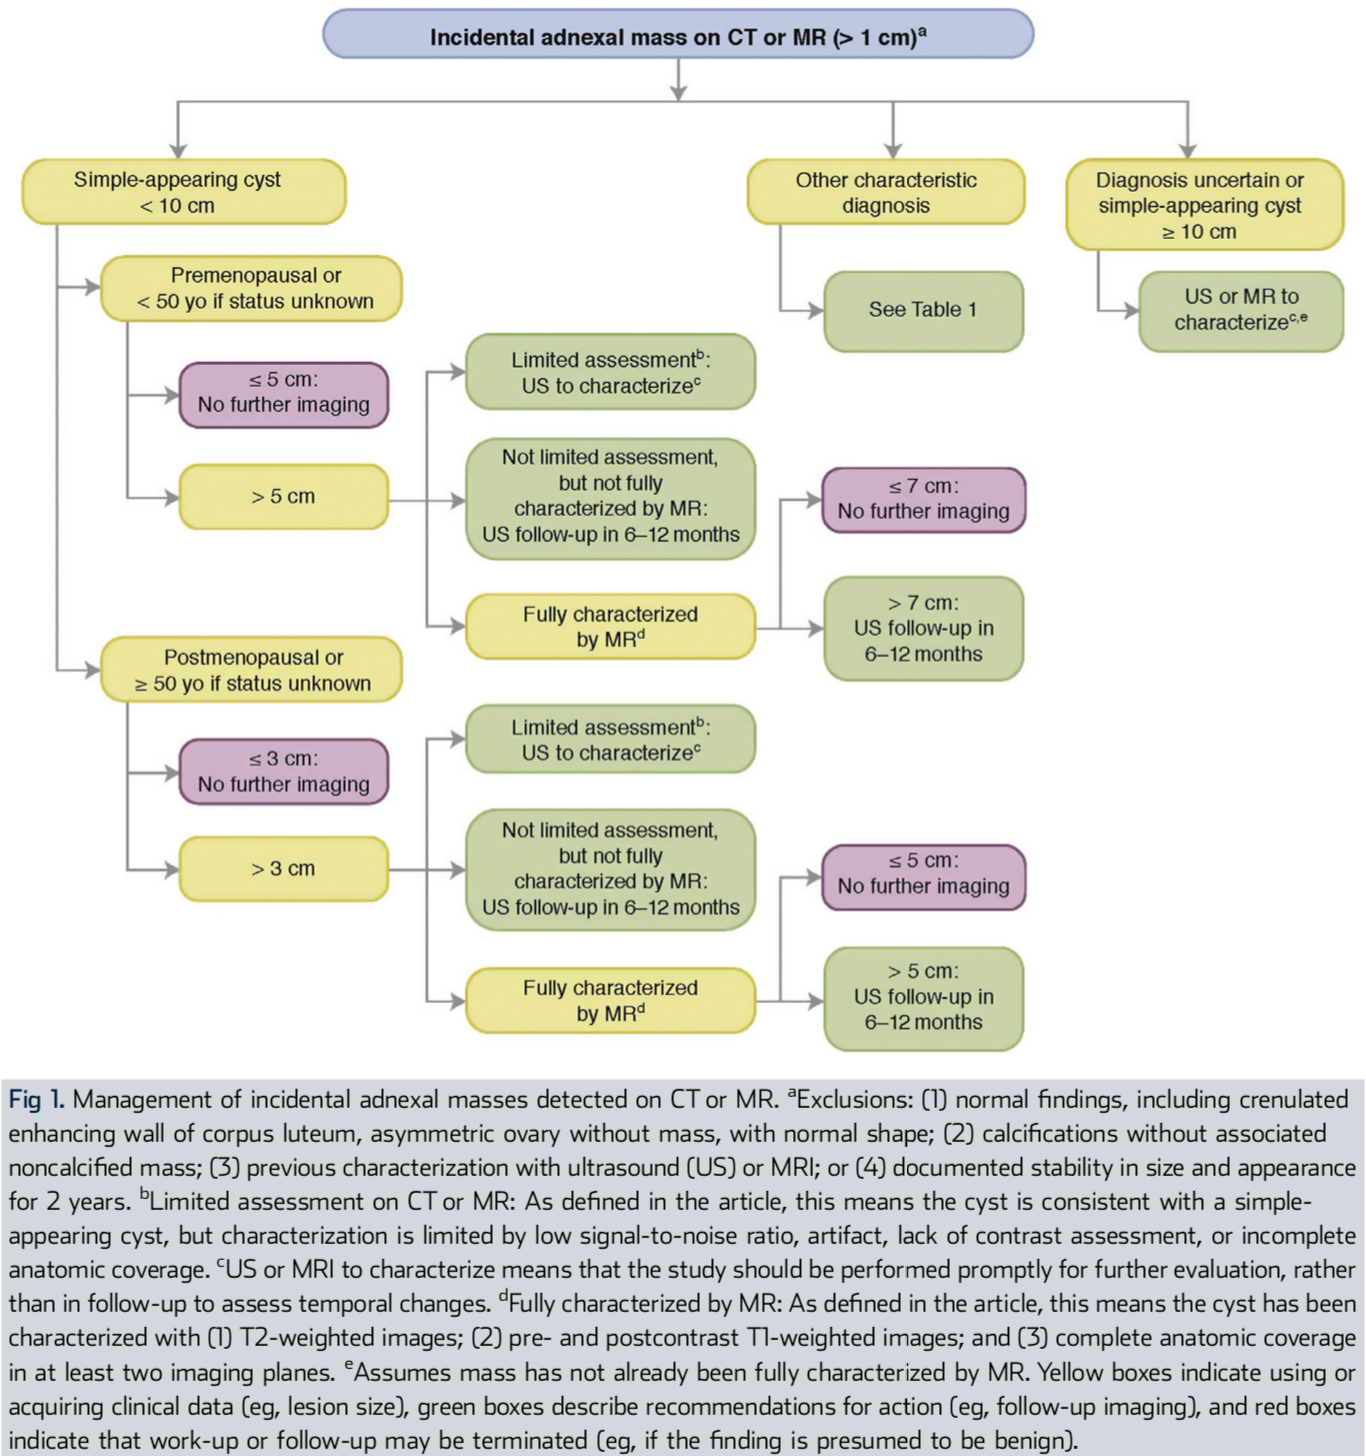 Incidental adnexal mass on CT or MR (> 1 cm)ᵃ
Simple-appearing cyst
< 10 cm
Other characteristic
diagnosis
Diagnosis uncertain or
simple-appearing cyst
≥ 10 cm
Premenopausal or
< 50 yo if status unknown
See Table 1
US or MR to
characterizeᶜ,ᵉ
≤ 5 cm:
No further imaging
> 5 cm
Limited assessmentᵇ:
US to characterizeᶜ
Not limited assessment,
but not fully
characterized by MR:
US follow-up in 6–12 months
Fully characterized
by MRᵈ
≤ 7 cm:
No further imaging
> 7 cm:
US follow-up in
6–12 months
Postmenopausal or
≥ 50 yo if status unknown
≤ 3 cm:
No further imaging
> 3 cm
Limited assessmentᵇ:
US to characterizeᶜ
Not limited assessment,
but not fully
characterized by MR:
US follow-up in 6–12 months
Fully characterized
by MRᵈ
≤ 5 cm:
No further imaging
> 5 cm:
US follow-up in
6–12 months
Fig 1. Management of incidental adnexal masses detected on CT or MR. ᵃExclusions: (1) normal findings, including crenulated
enhancing wall of corpus luteum, asymmetric ovary without mass, with normal shape; (2) calcifications without associated
noncalcified mass; (3) previous characterization with ultrasound (US) or MRI; or (4) documented stability in size and appearance
for 2 years. ᵇLimited assessment on CT or MR: As defined in the article, this means the cyst is consistent with a simple-
appearing cyst, but characterization is limited by low signal-to-noise ratio, artifact, lack of contrast assessment, or incomplete
anatomic coverage. ᶜUS or MRI to characterize means that the study should be performed promptly for further evaluation, rather
than in follow-up to assess temporal changes. ᵈFully characterized by MR: As defined in the article, this means the cyst has been
characterized with (1) T2-weighted images; (2) pre- and postcontrast T1-weighted images; and (3) complete anatomic coverage
in at least two imaging planes. ᵉAssumes mass has not already been fully characterized by MR. Yellow boxes indicate using or
acquiring clinical data (eg, lesion size), green boxes describe recommendations for action (eg, follow-up imaging), and red boxes
indicate that work-up or follow-up may be terminated (eg, if the finding is presumed to be benign).